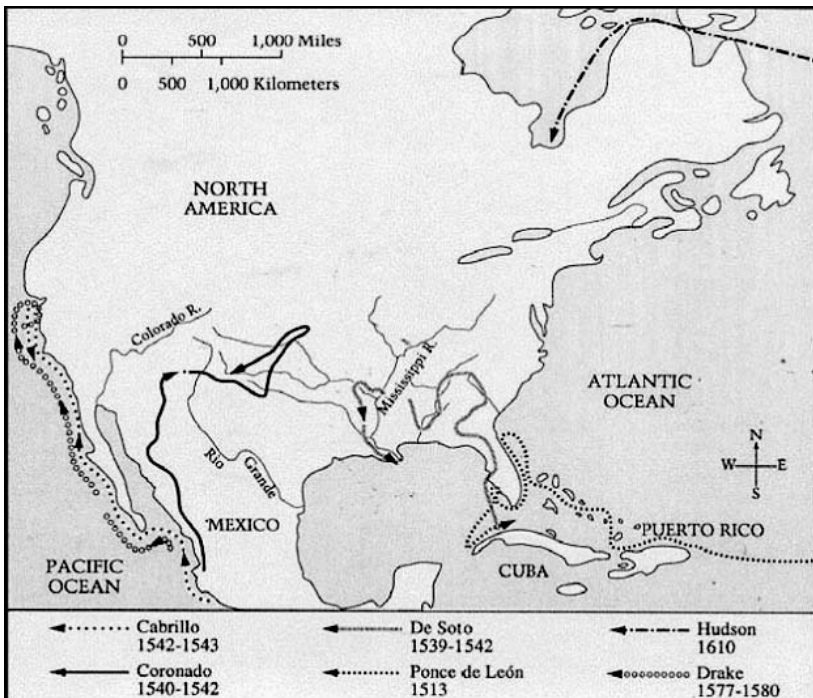 0 500 1,000 Miles
0 500 1,000 Kilometers
NORTH
AMERICA
Colorado R.
Mississippi R.
ATLANTIC
OCEAN
N
W E
S
Rio
Grande
MEXICO
PUERTO RICO
CUBA
PACIFIC
OCEAN
Cabrillo
1542-1543
De Soto
1539-1542
Hudson
1610
Coronado
1540-1542
Ponce de León
1513
Drake
1577-1580